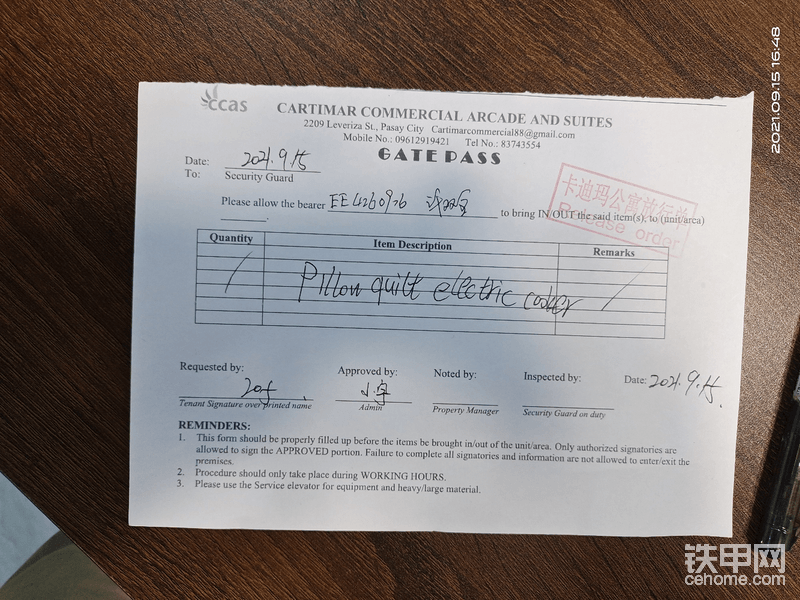 2021.09.15 16:48
ccas
CARTIMAR COMMERCIAL ARCADE AND SUITES
2209 Leveriza St., Pasay City Cartimarcommercial88@gmail.com
Mobile No.: 09612919421 Tel No.: 83743554
GATE PASS
Date: 2021.9.15
To: Security Guard
卡迪玛公寓放行单
Release order
Please allow the bearer EE4260926 to bring IN/OUT the said item(s), to (unit/area)
Quantity Item Description Remarks
/ Pillow quilt electric cooker /
Requested by: Approved by: Noted by: Inspected by: Date: 2021.9.15.
Tenant Signature over printed name Admin Property Manager Security Guard on duty
REMINDERS:
1. This form should be properly filled up before the items be brought in/out of the unit/area. Only authorized signatories are
allowed to sign the APPROVED portion. Failure to complete all signatories and information are not allowed to enter/exit the
premises.
2. Procedure should only take place during WORKING HOURS.
3. Please use the Service elevator for equipment and heavy/large material.
铁甲网
cehome.com